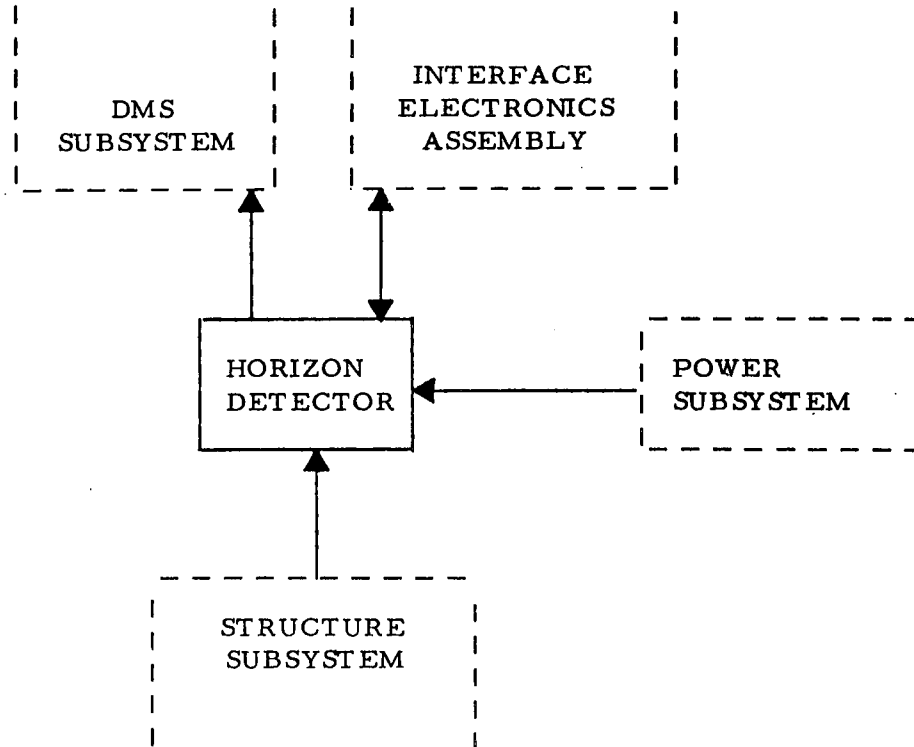 DMS
SUBSYSTEM
INTERFACE
ELECTRONICS
ASSEMBLY
HORIZON
DETECTOR
POWER
SUBSYSTEM
STRUCTURE
SUBSYSTEM